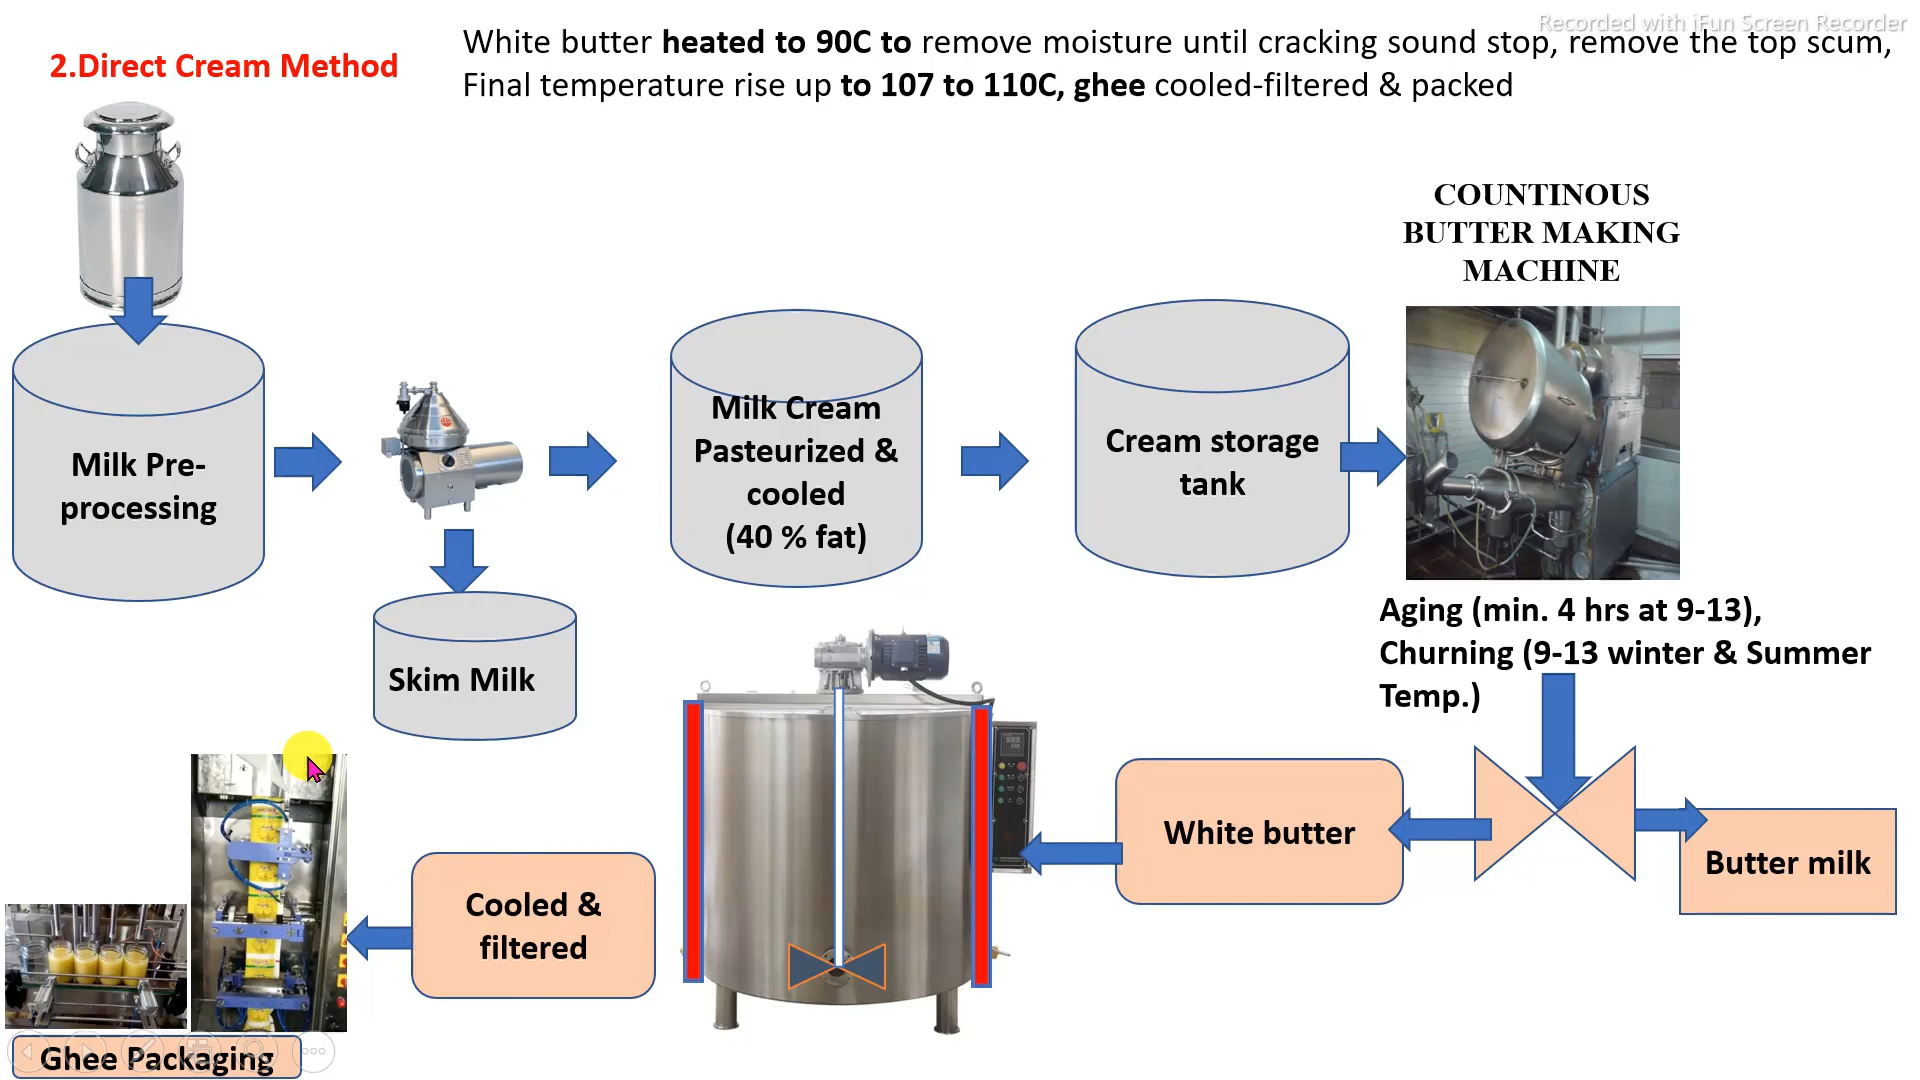 Recorded with iFun Screen Recorder
2.Direct Cream Method
White butter heated to 90C to remove moisture until cracking sound stop, remove the top scum,
Final temperature rise up to 107 to 110C, ghee cooled-filtered & packed
COUNTINOUS
BUTTER MAKING
MACHINE
Milk Pre-
processing
Milk Cream
Pasteurized &
cooled
(40 % fat)
Cream storage
tank
Skim Milk
Aging (min. 4 hrs at 9-13),
Churning (9-13 winter & Summer
Temp.)
White butter
Butter milk
Cooled &
filtered
Ghee Packaging